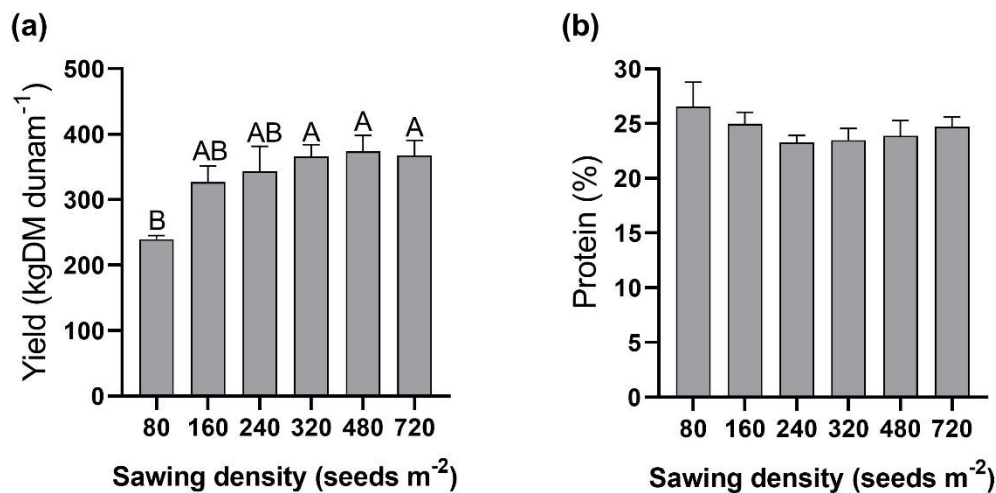 (a)
Yield (kgDM dunam⁻¹)
500
400
300
200
100
0
B
AB
AB
A
A
A
80 160 240 320 480 720
Sawing density (seeds m⁻²)
(b)
Protein (%)
30
25
20
15
10
5
0
80 160 240 320 480 720
Sawing density (seeds m⁻²)